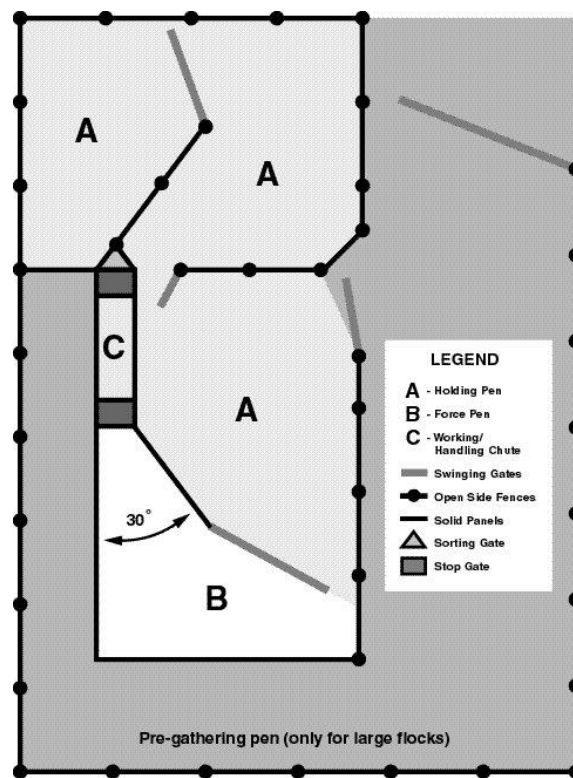 A
A
C
A
30°
B
LEGEND
A - Holding Pen
B - Force Pen
C - Working/
Handling Chute
Swinging Gates
Open Side Fences
Solid Panels
Sorting Gate
Stop Gate
Pre-gathering pen (only for large flocks)